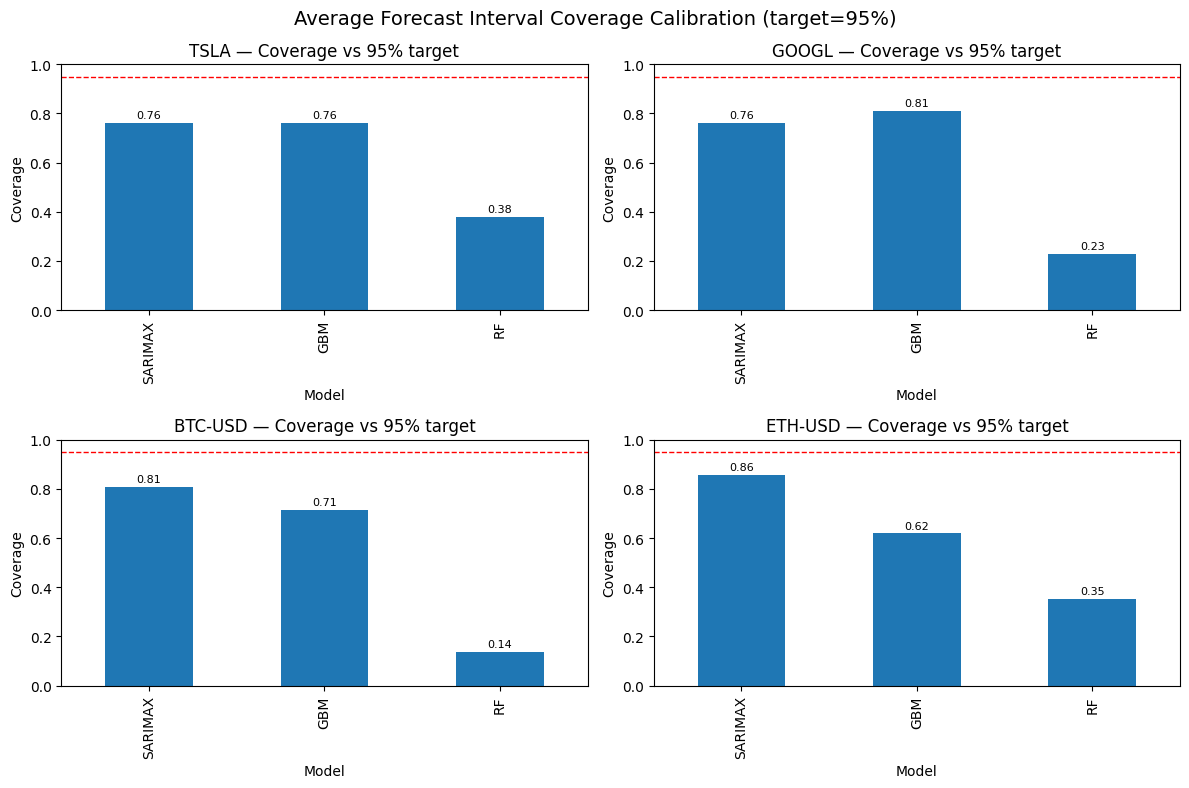 Average Forecast Interval Coverage Calibration (target=95%)
TSLA — Coverage vs 95% target
1.0
0.8
0.6
0.4
0.2
0.0
Coverage
0.76
0.76
0.38
SARIMAX
GBM
RF
Model
GOOGL — Coverage vs 95% target
1.0
0.8
0.6
0.4
0.2
0.0
Coverage
0.76
0.81
0.23
SARIMAX
GBM
RF
Model
BTC-USD — Coverage vs 95% target
1.0
0.8
0.6
0.4
0.2
0.0
Coverage
0.81
0.71
0.14
SARIMAX
GBM
RF
Model
ETH-USD — Coverage vs 95% target
1.0
0.8
0.6
0.4
0.2
0.0
Coverage
0.86
0.62
0.35
SARIMAX
GBM
RF
Model